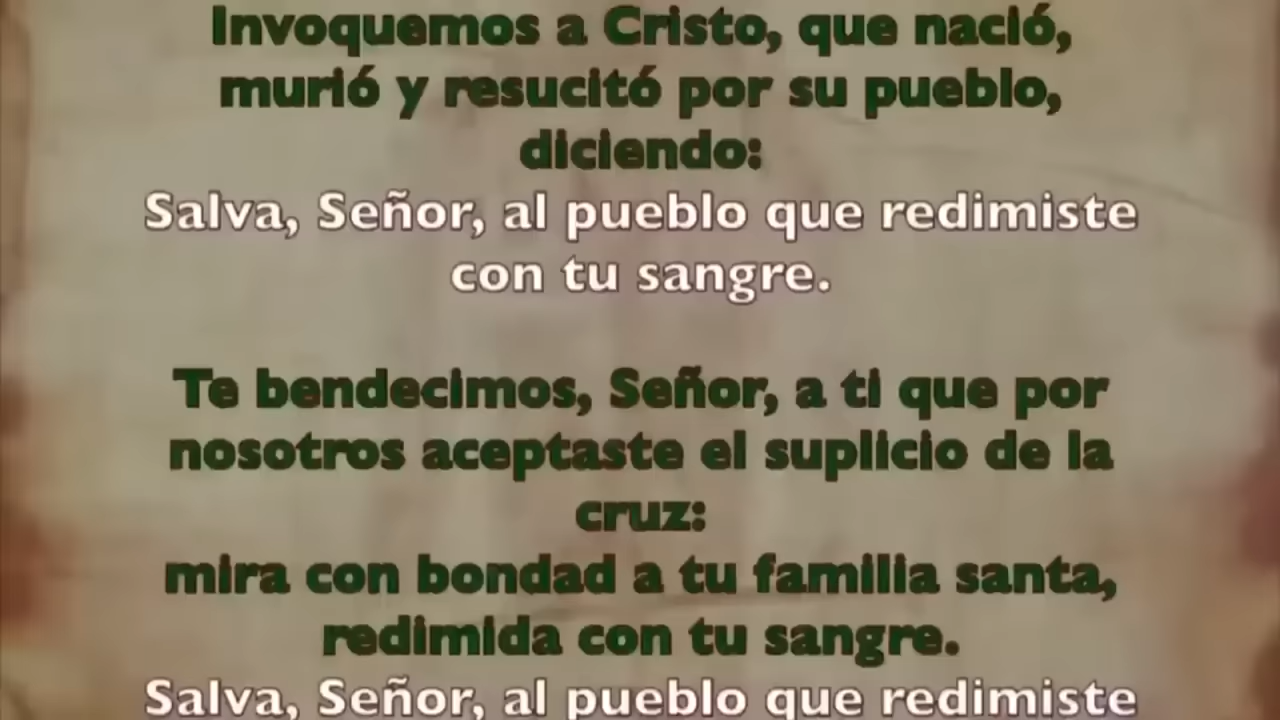 Invoquemos a Cristo, que nació,
murió y resucitó por su pueblo,
diciendo:
Salva, Señor, al pueblo que redimiste
con tu sangre.
Te bendecimos, Señor, a ti que por
nosotros aceptaste el suplicio de la
cruz:
mira con bondad a tu familia santa,
redimida con tu sangre.
Salva, Señor, al pueblo que redimiste